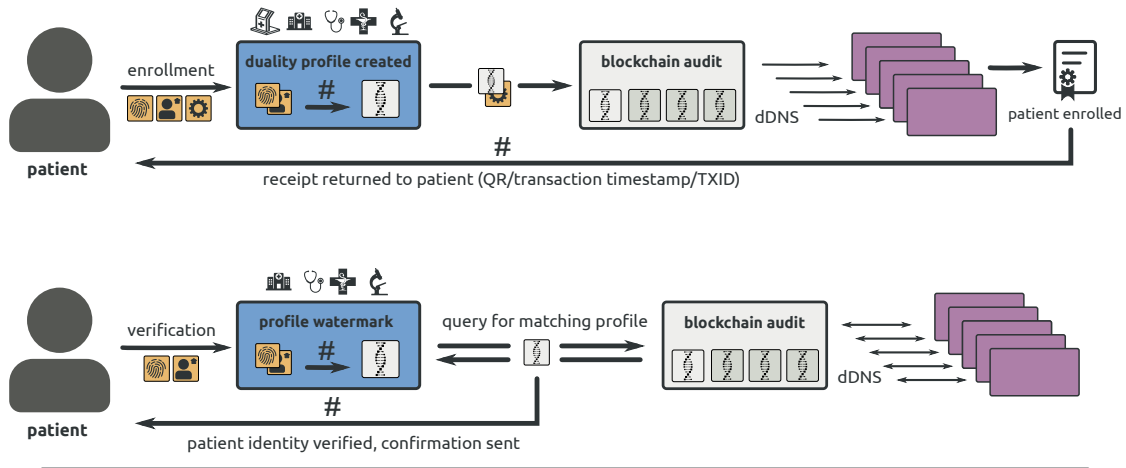 enrollment
duality profile created
#
blockchain audit
dDNS
patient enrolled
patient
#
receipt returned to patient (QR/transaction timestamp/TXID)
verification
profile watermark
#
query for matching profile
blockchain audit
dDNS
patient
#
patient identity verified, confirmation sent